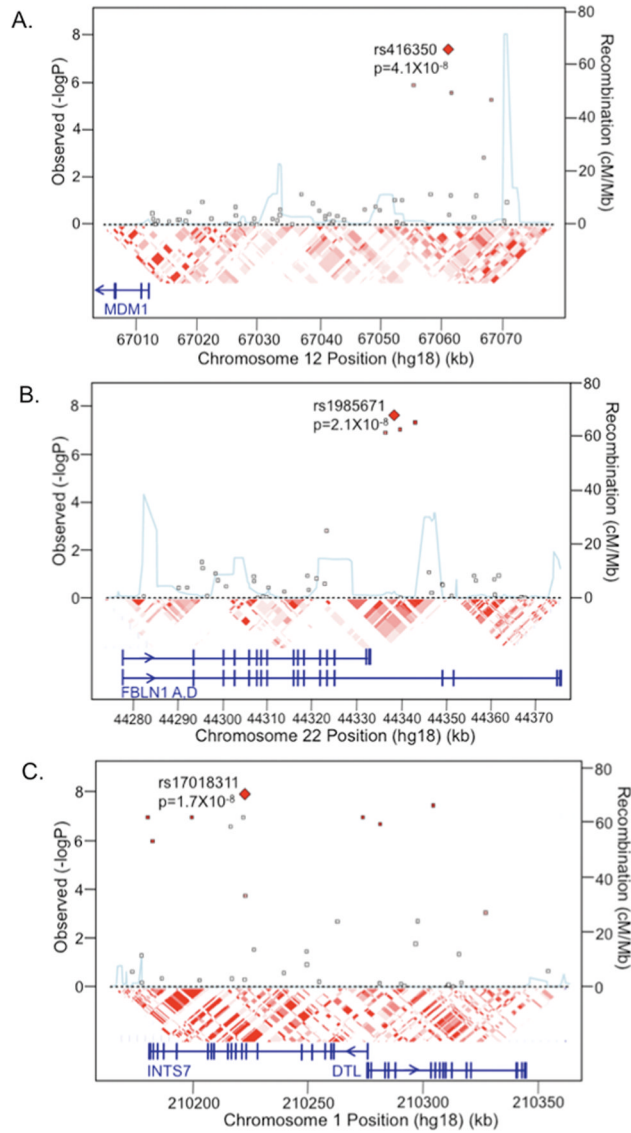 A.
rs416350
p=4.1X10-8
Observed (-logP)
8
6
4
2
0
80
60
40
20
0
Recombination (cM/Mb)
MDM1
67010 67020 67030 67040 67050 67060 67070
Chromosome 12 Position (hg18) (kb)
B.
rs1985671
p=2.1X10-8
Observed (-logP)
8
6
4
2
0
80
60
40
20
0
Recombination (cM/Mb)
FBLN1 A,D
44280 44290 44300 44310 44320 44330 44340 44350 44360 44370
Chromosome 22 Position (hg18) (kb)
C.
rs17018311
p=1.7X10-8
Observed (-logP)
8
6
4
2
0
80
60
40
20
0
Recombination (cM/Mb)
INTS7 DTL
210200 210250 210300 210350
Chromosome 1 Position (hg18) (kb)